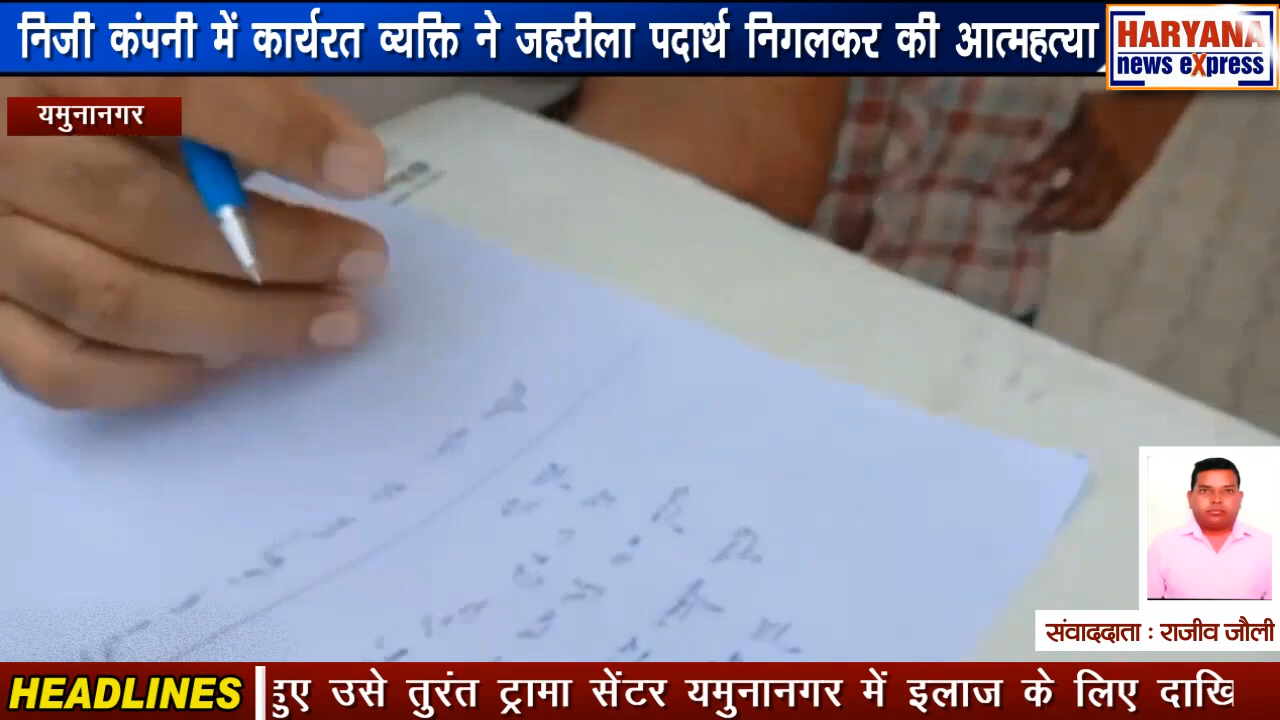 निजी कंपनी में कार्यरत व्यक्ति ने जहरीला पदार्थ निगलकर की आत्महत्या
HARYANA
news eXpress
यमुनानगर
संवाददाता : राजीव जौली
HEADLINES
हुए उसे तुरंत ट्रामा सेंटर यमुनानगर में इलाज के लिए दाखि